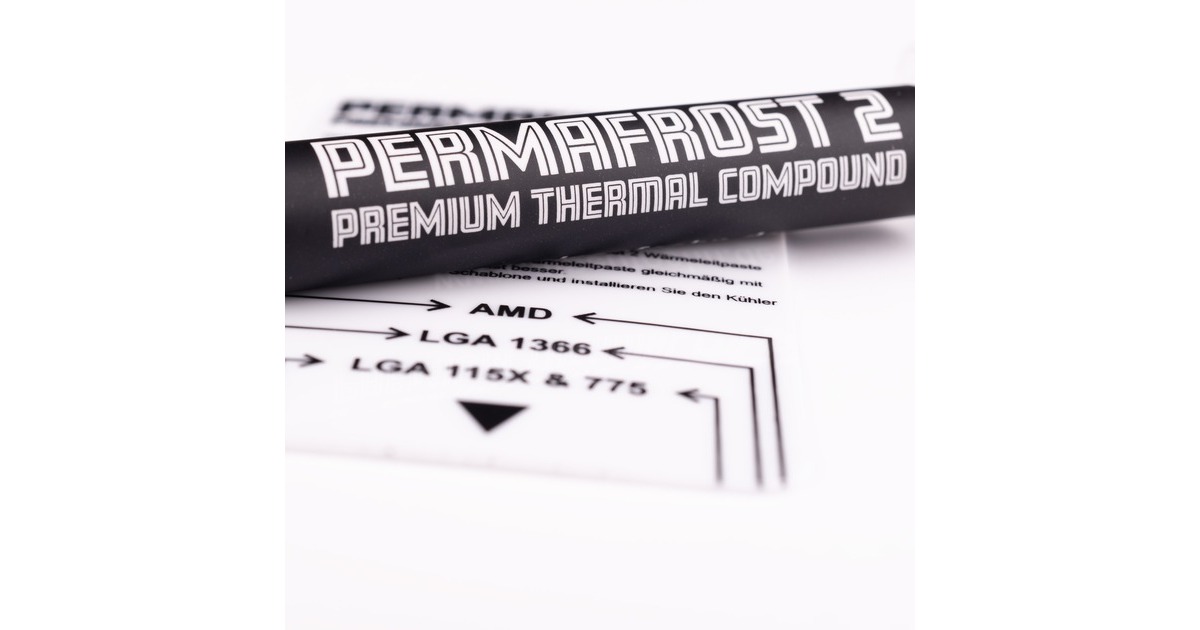 PERMAFROST 2
PREMIUM THERMAL COMPOUND
2 Wärmeleitpaste
besser. Wärmeleitpaste gleichmäßig mit
Schablone und installieren Sie den Kühler
AMD
LGA 1366
LGA 115X & 775